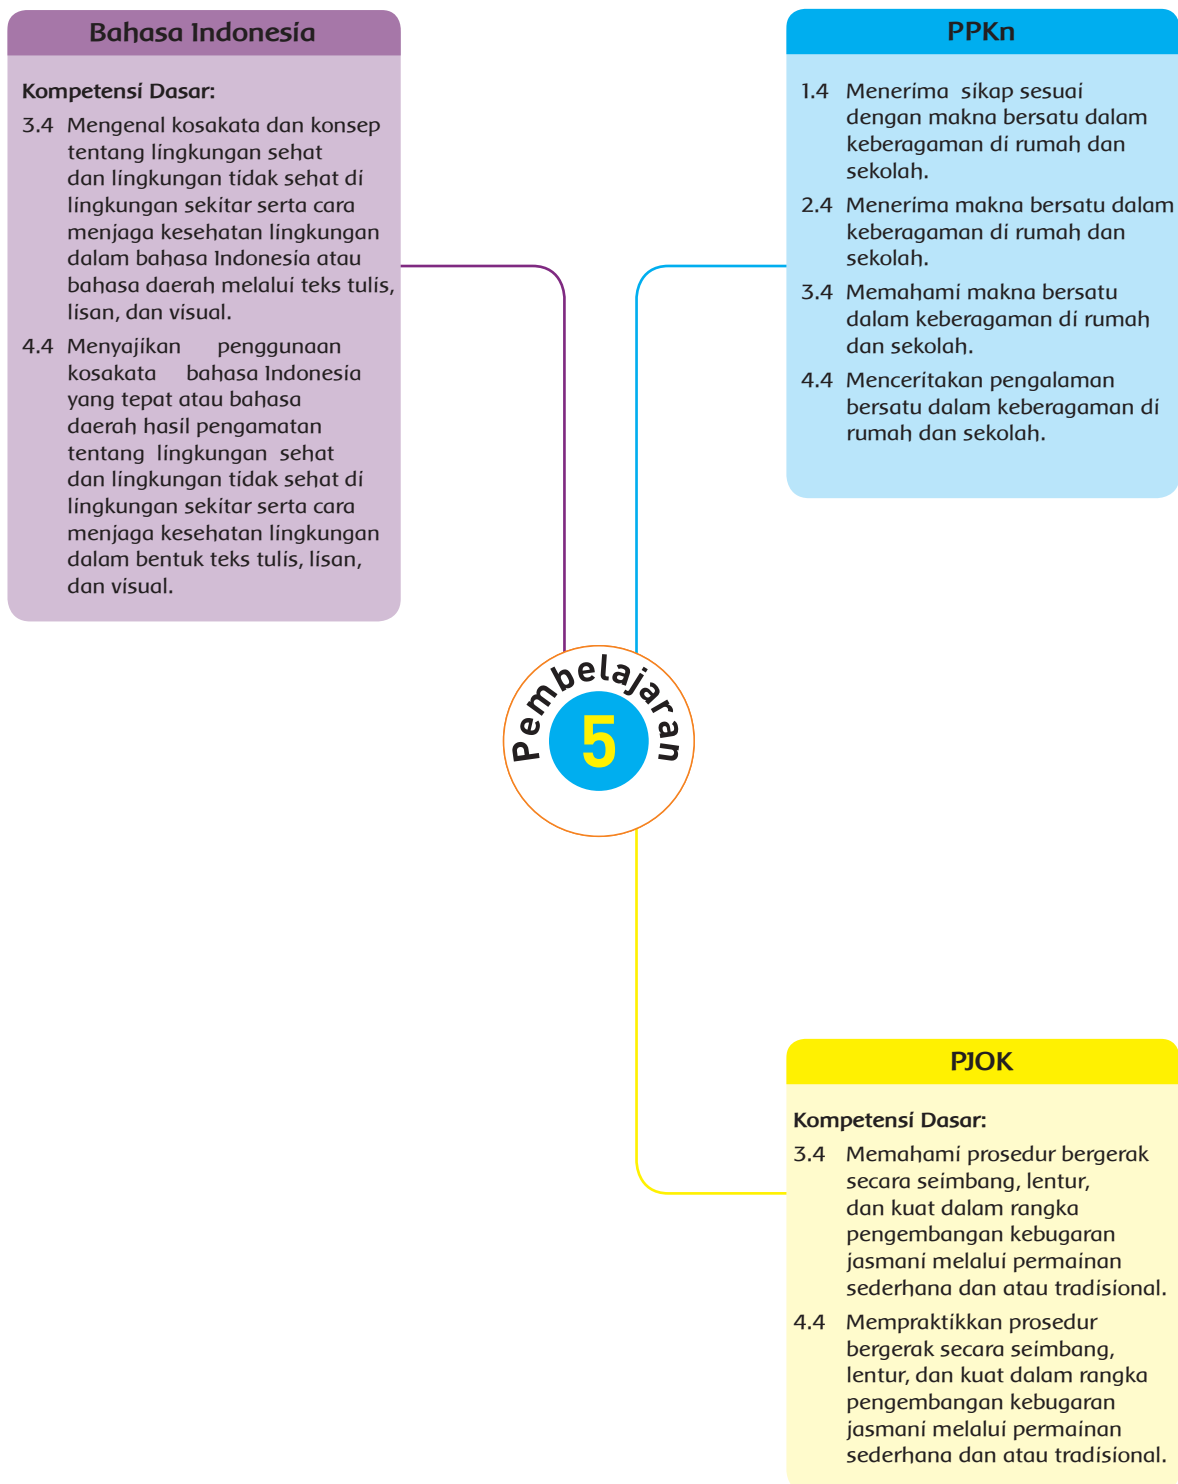 Bahasa Indonesia
Kompetensi Dasar:
3.4 Mengenal kosakata dan konsep
tentang lingkungan sehat
dan lingkungan tidak sehat di
lingkungan sekitar serta cara
menjaga kesehatan lingkungan
dalam bahasa Indonesia atau
bahasa daerah melalui teks tulis,
lisan, dan visual.
4.4 Menyajikan penggunaan
kosakata bahasa Indonesia
yang tepat atau bahasa
daerah hasil pengamatan
tentang lingkungan sehat
dan lingkungan tidak sehat di
lingkungan sekitar serta cara
menjaga kesehatan lingkungan
dalam bentuk teks tulis, lisan,
dan visual.
PPKn
1.4 Menerima sikap sesuai
dengan makna bersatu dalam
keberagaman di rumah dan
sekolah.
2.4 Menerima makna bersatu dalam
keberagaman di rumah dan
sekolah.
3.4 Memahami makna bersatu
dalam keberagaman di rumah
dan sekolah.
4.4 Menceritakan pengalaman
bersatu dalam keberagaman di
rumah dan sekolah.
Pembelajaran
5
PJOK
Kompetensi Dasar:
3.4 Memahami prosedur bergerak
secara seimbang, lentur,
dan kuat dalam rangka
pengembangan kebugaran
jasmani melalui permainan
sederhana dan atau tradisional.
4.4 Mempraktikkan prosedur
bergerak secara seimbang,
lentur, dan kuat dalam rangka
pengembangan kebugaran
jasmani melalui permainan
sederhana dan atau tradisional.